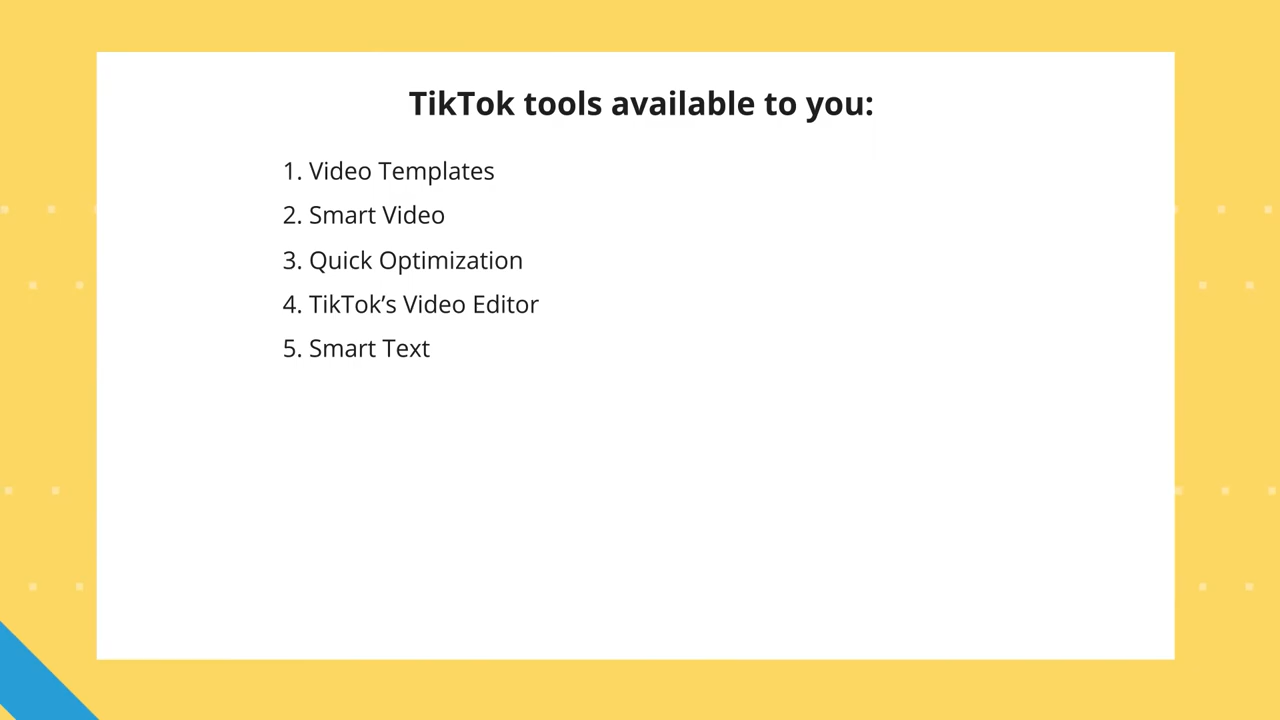 TikTok tools available to you:
1. Video Templates
2. Smart Video
3. Quick Optimization
4. TikTok’s Video Editor
5. Smart Text